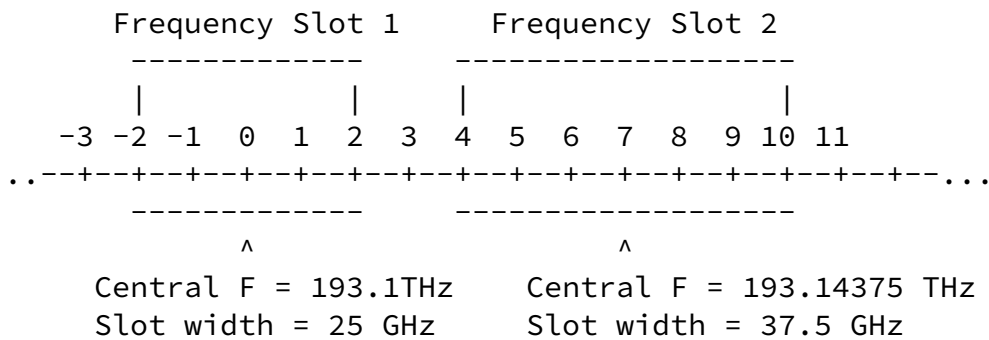 Frequency Slot 1     Frequency Slot 2
-------------     -------------------
|           |     |                 |
-3 -2 -1  0  1  2  3  4  5  6  7  8  9 10 11
..--+--+--+--+--+--+--+--+--+--+--+--+--+--+--+--...
-------------     -------------------
^                    ^
Central F = 193.1THz    Central F = 193.14375 THz
Slot width = 25 GHz     Slot width = 37.5 GHz